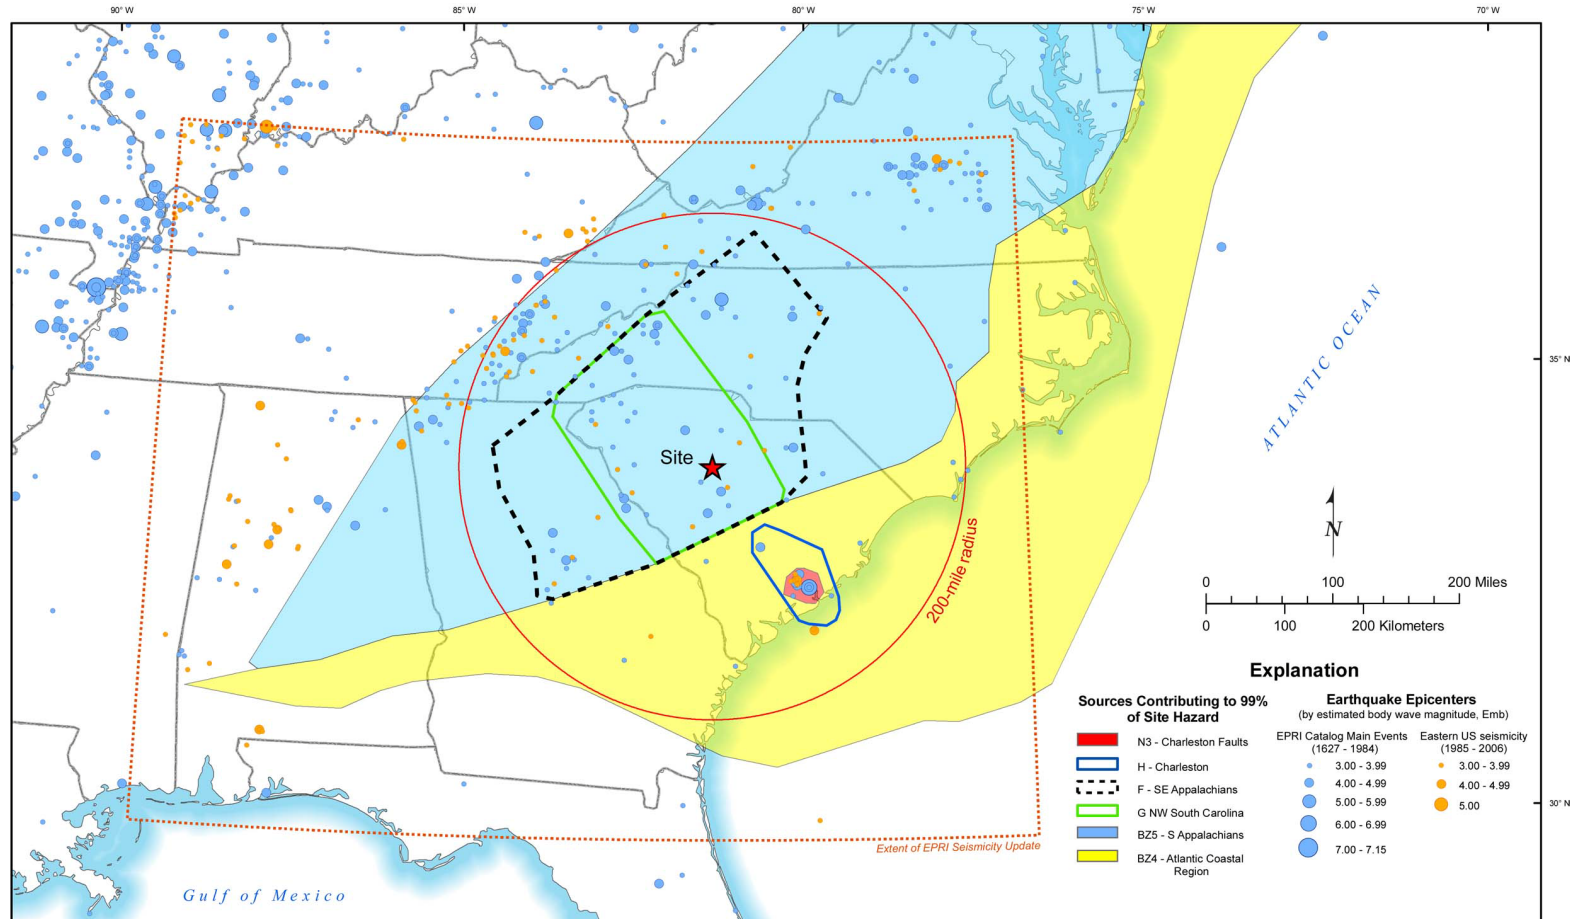 90° W
85° W
80° W
75° W
70° W
35° N
30° N
ATLANTIC OCEAN
Site
200-mile radius
N
0 100 200 Miles
0 100 200 Kilometers
Extent of EPRI Seismicity Update
Gulf of Mexico
Explanation
Sources Contributing to 99%
of Site Hazard
N3 - Charleston Faults
H - Charleston
F - SE Appalachians
G NW South Carolina
BZ5 - S Appalachians
BZ4 - Atlantic Coastal
Region
Earthquake Epicenters
(by estimated body wave magnitude, Emb)
EPRI Catalog Main Events
(1627 - 1984)
3.00 - 3.99
4.00 - 4.99
5.00 - 5.99
6.00 - 6.99
7.00 - 7.15
Eastern US seismicity
(1985 - 2006)
3.00 - 3.99
4.00 - 4.99
5.00